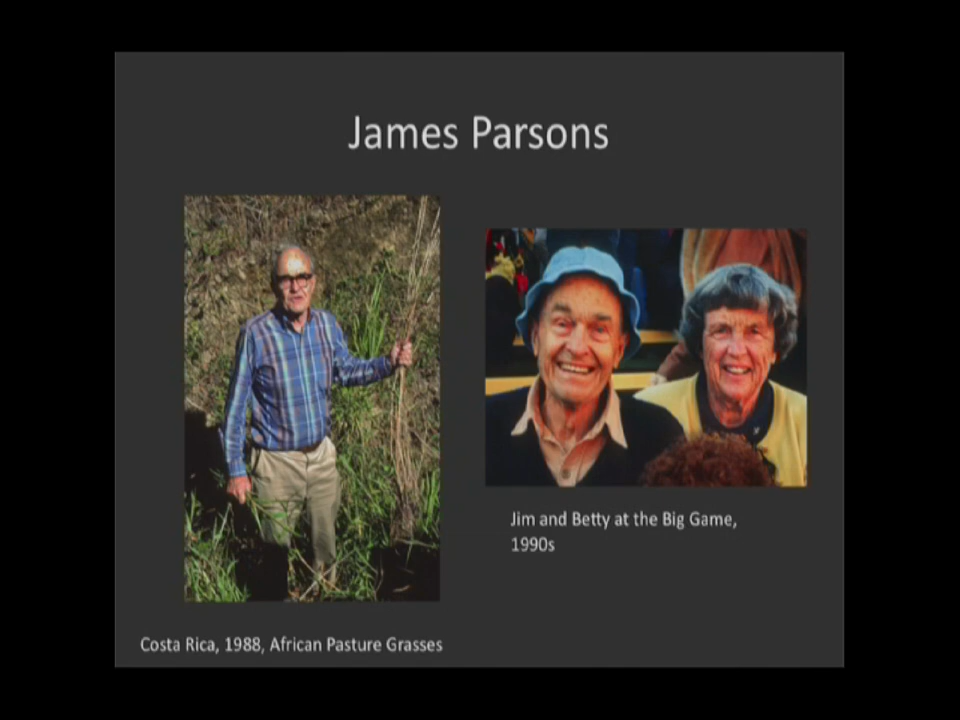 James Parsons
Jim and Betty at the Big Game,
1990s
Costa Rica, 1988, African Pasture Grasses